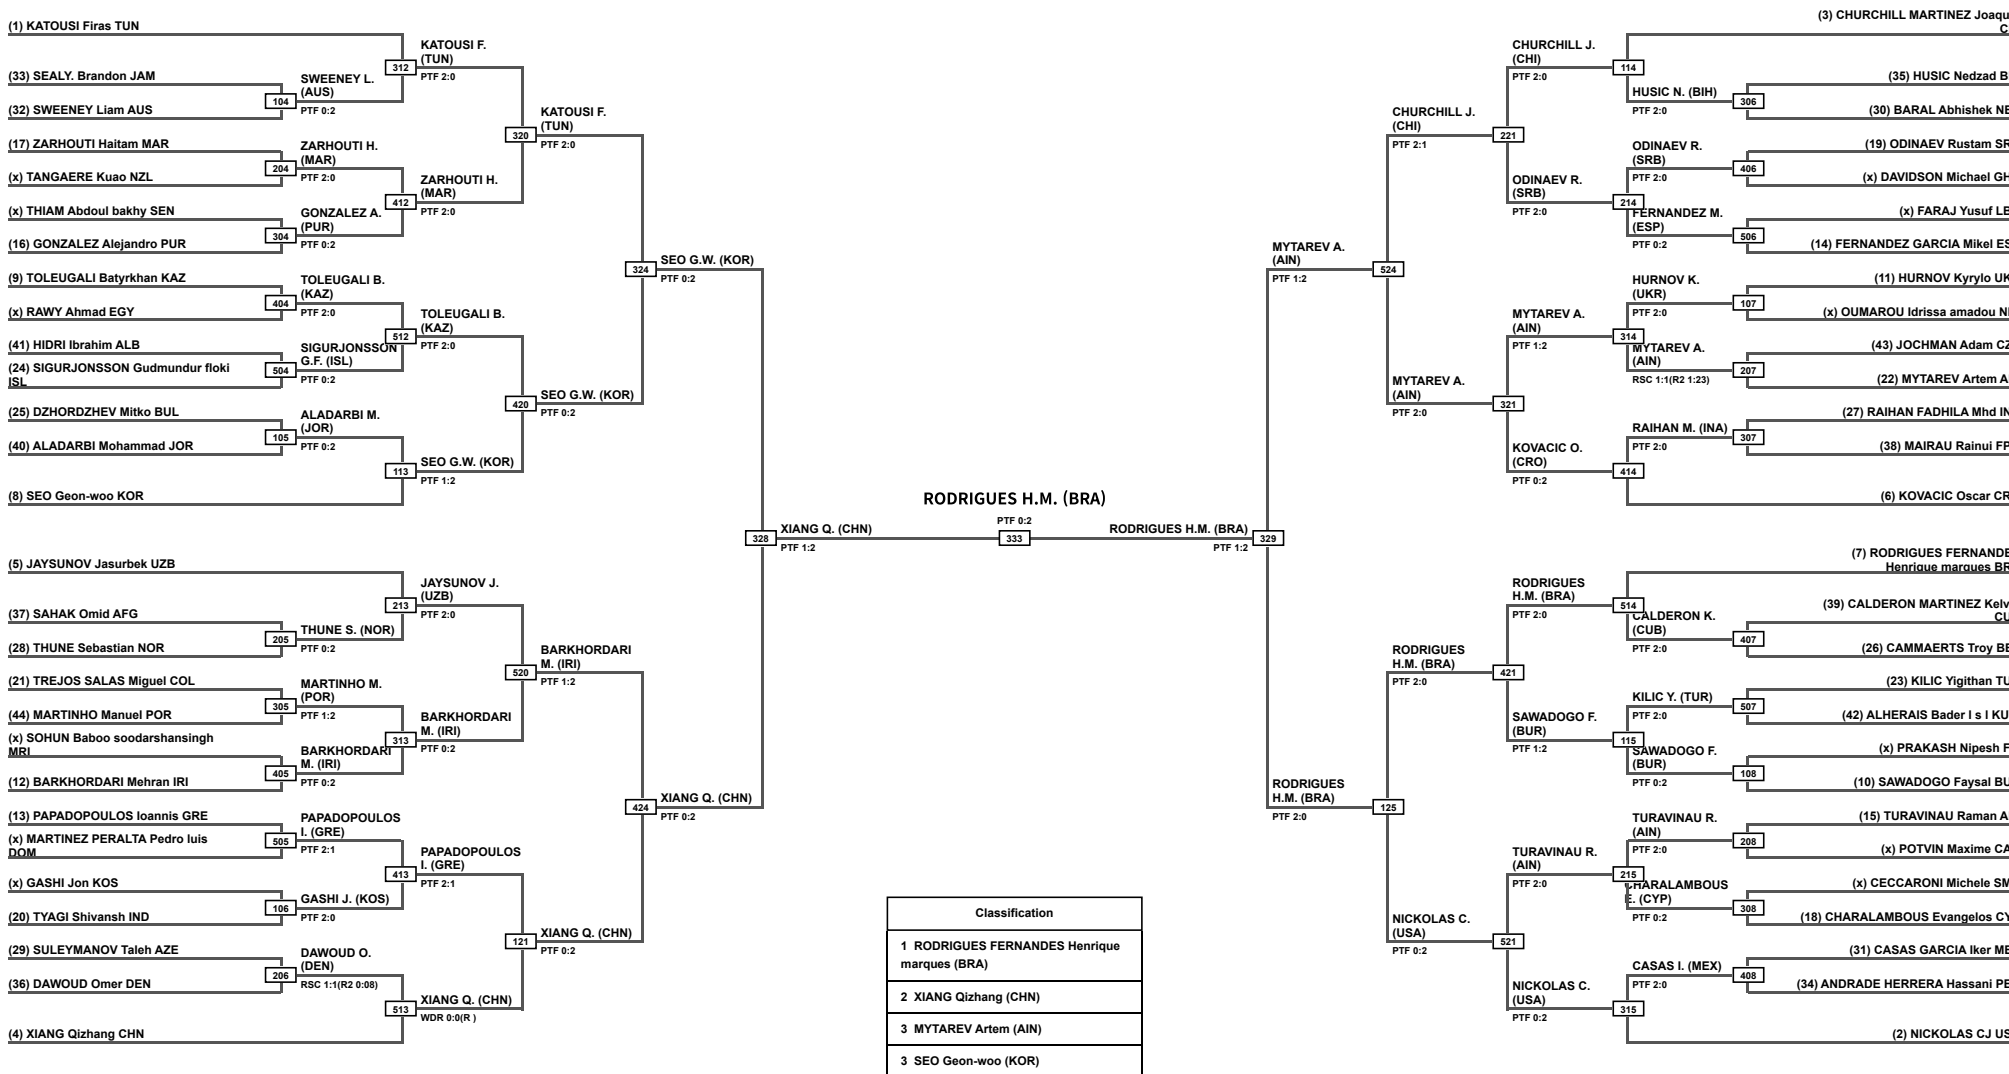 (1) KATOUSI Firas TUN
(33) SEALY. Brandon JAM
(32) SWEENEY Liam AUS
(17) ZARHOUTI Haitam MAR
(x) TANGAERE Kuao NZL
(x) THIAM Abdoul bakhy SEN
(16) GONZALEZ Alejandro PUR
(9) TOLEUGALI Batyrkhan KAZ
(x) RAWY Ahmad EGY
(41) HIDRI Ibrahim ALB
(24) SIGURJONSSON Gudmundur floki
ISL
(25) DZHORDZHEV Mitko BUL
(40) ALADARBI Mohammad JOR
(8) SEO Geon-woo KOR
(5) JAYSUNOV Jasurbek UZB
(37) SAHAK Omid AFG
(28) THUNE Sebastian NOR
(21) TREJOS SALAS Miguel COL
(44) MARTINHO Manuel POR
(x) SOHUN Baboo soodarshansingh
MRI
(12) BARKHORDARI Mehran IRI
(13) PAPADOPOULOS Ioannis GRE
(x) MARTINEZ PERALTA Pedro luis
DOM
(x) GASHI Jon KOS
(20) TYAGI Shivansh IND
(29) SULEYMANOV Taleh AZE
(36) DAWOUD Omer DEN
(4) XIANG Qizhang CHN
104
SWEENEY L.
(AUS)
PTF 0:2
204
ZARHOUTI H.
(MAR)
PTF 2:0
304
GONZALEZ A.
(PUR)
PTF 0:2
404
TOLEUGALI B.
(KAZ)
PTF 2:0
504
SIGURJONSSON
G.F. (ISL)
PTF 0:2
105
ALADARBI M.
(JOR)
PTF 0:2
205
THUNE S. (NOR)
PTF 0:2
305
MARTINHO M.
(POR)
PTF 1:2
405
BARKHORDARI
M. (IRI)
PTF 0:2
505
PAPADOPOULOS
I. (GRE)
PTF 2:1
106
GASHI J. (KOS)
PTF 2:0
206
DAWOUD O.
(DEN)
RSC 1:1(R2 0:08)
312
KATOUSI F.
(TUN)
PTF 2:0
412
ZARHOUTI H.
(MAR)
PTF 2:0
512
TOLEUGALI B.
(KAZ)
PTF 2:0
113
SEO G.W. (KOR)
PTF 1:2
213
JAYSUNOV J.
(UZB)
PTF 2:0
313
BARKHORDARI
M. (IRI)
PTF 0:2
413
PAPADOPOULOS
I. (GRE)
PTF 2:1
513
XIANG Q. (CHN)
WDR 0:0(R )
320
KATOUSI F.
(TUN)
PTF 2:0
420
SEO G.W. (KOR)
PTF 0:2
520
BARKHORDARI
M. (IRI)
PTF 1:2
121
XIANG Q. (CHN)
PTF 0:2
324
SEO G.W. (KOR)
PTF 0:2
424
XIANG Q. (CHN)
PTF 0:2
328
XIANG Q. (CHN)
PTF 1:2
RODRIGUES H.M. (BRA)
PTF 0:2
333
RODRIGUES H.M. (BRA)
PTF 1:2
329
MYTAREV A.
(AIN)
PTF 1:2
524
RODRIGUES
H.M. (BRA)
PTF 2:0
125
CHURCHILL J.
(CHI)
PTF 2:1
221
MYTAREV A.
(AIN)
PTF 2:0
321
RODRIGUES
H.M. (BRA)
PTF 2:0
421
NICKOLAS C.
(USA)
PTF 0:2
521
CHURCHILL J.
(CHI)
PTF 2:0
114
ODINAEV R.
(SRB)
PTF 2:0
214
MYTAREV A.
(AIN)
PTF 1:2
314
KOVACIC O.
(CRO)
PTF 0:2
414
RODRIGUES
H.M. (BRA)
PTF 2:0
514
SAWADOGO F.
(BUR)
PTF 1:2
115
TURAVINAU R.
(AIN)
PTF 2:0
215
NICKOLAS C.
(USA)
PTF 0:2
315
HUSIC N. (BIH)
PTF 2:0
306
ODINAEV R.
(SRB)
PTF 2:0
406
FERNANDEZ M.
(ESP)
PTF 0:2
506
HURNOV K.
(UKR)
PTF 2:0
107
MYTAREV A.
(AIN)
RSC 1:1(R2 1:23)
207
RAIHAN M. (INA)
PTF 2:0
307
CALDERON K.
(CUB)
PTF 2:0
407
KILIC Y. (TUR)
PTF 2:0
507
SAWADOGO F.
(BUR)
PTF 0:2
108
TURAVINAU R.
(AIN)
PTF 2:0
208
CHARALAMBOUS
E. (CYP)
PTF 0:2
308
CASAS I. (MEX)
PTF 2:0
408
(3) CHURCHILL MARTINEZ
(35) HUSIC Nedzad
(30) BARAL Abhishek
(19) ODINAEV Rustam
(x) DAVIDSON Michael
(x) FARAJ Yusuf
(14) FERNANDEZ GARCIA Mikel
(11) HURNOV Kyrylo
(x) OUMAROU Idrissa amadou
(43) JOCHMAN Adam
(22) MYTAREV Artem
(27) RAIHAN FADHILA Mhd
(38) MAIRAU Rainui
(6) KOVACIC Oscar
(7) RODRIGUES
Henrique marques
(39) CALDERON MARTINEZ
(26) CAMMAERTS Troy
(23) KILIC Yigithan
(42) ALHERAIS Bader l s l
(x) PRAKASH Nipesh
(10) SAWADOGO Faysal
(15) TURAVINAU Raman
(x) POTVIN Maxime
(x) CECCARONI Michele
(18) CHARALAMBOUS Evangelos
(31) CASAS GARCIA Iker
(34) ANDRADE HERRERA Hassani
(2) NICKOLAS CJ
Classification
1 RODRIGUES FERNANDES Henrique
marques (BRA)
2 XIANG Qizhang (CHN)
3 MYTAREV Artem (AIN)
3 SEO Geon-woo (KOR)